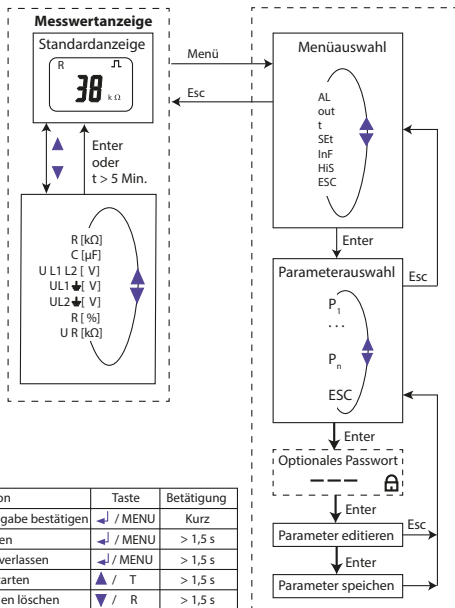 Messwertanzeige
Standardanzeige
R
38 kΩ
Menü
Esc
Enter
oder
t > 5 Min.
R [kΩ]
C [µF]
U L1 L2 [ V]
UL1 [ V]
UL2 [ V]
R [ %]
U R [kΩ]
Menüauswahl
AL
out
t
SEt
InF
HiS
ESC
Enter
Parameterauswahl
Esc
P1
...
Pn
ESC
Enter
Optionales Passwort
– – –
Enter
Parameter editieren
Esc
Enter
Parameter speichen
on Taste Betätigung
gabe bestätigen ↲ / MENU Kurz
en ↲ / MENU > 1,5 s
verlassen ↲ / MENU > 1,5 s
arten ▲ / T > 1,5 s
en löschen ▼ / R > 1,5 s